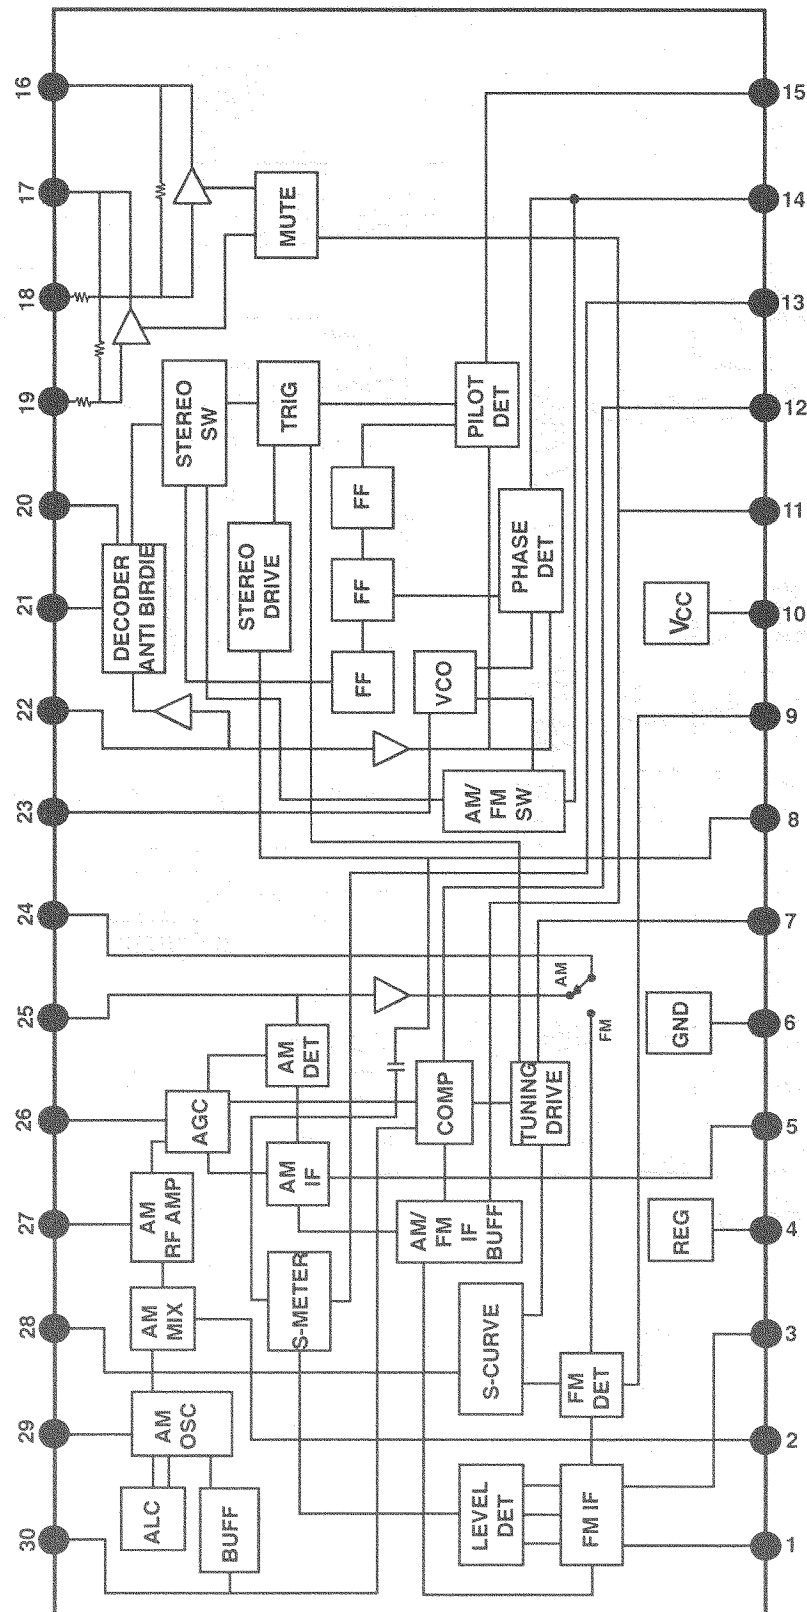 16
17
18
19
20
21
22
23
24
25
26
27
28
29
30
15
14
13
12
11
10
9
8
7
6
5
4
3
2
1
MUTE
STEREO
SW
TRIG
PILOT
DET
FF
FF
FF
PHASE
DET
DECODER
ANTI BIRDIE
STEREO
DRIVE
VCO
VCC
AM/
FM
SW
AM
FM
GND
AM
DET
AGC
COMP
TUNING
DRIVE
AM
RF AMP
AM
IF
AM/
FM
IF
BUFF
REG
AM
MIX
S-METER
S-CURVE
FM
DET
AM
OSC
ALC
BUFF
LEVEL
DET
FM IF